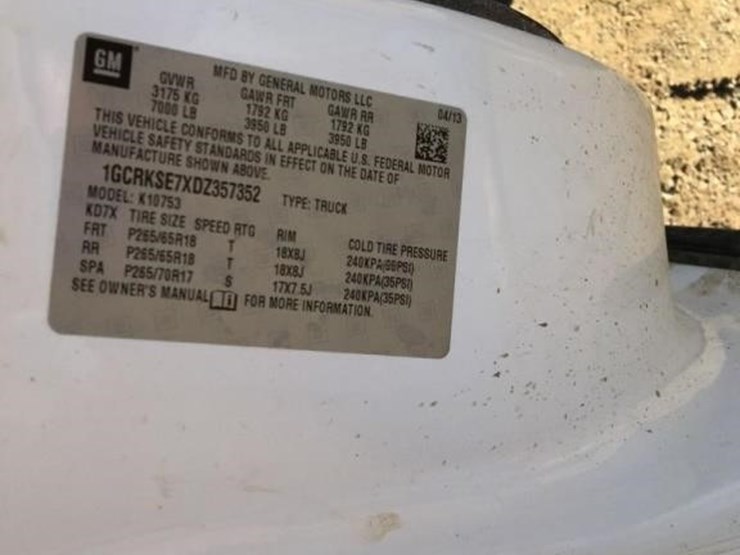 GM
MFD BY GENERAL MOTORS LLC 04/13
GVWR GAWR FRT GAWR RR
3175 KG 1792 KG 1792 KG
7000 LB 3950 LB 3950 LB
THIS VEHICLE CONFORMS TO ALL APPLICABLE U.S. FEDERAL MOTOR
VEHICLE SAFETY STANDARDS IN EFFECT ON THE DATE OF
MANUFACTURE SHOWN ABOVE.
1GCRKSE7XDZ357352 TYPE: TRUCK
MODEL: K10753
KD7X TIRE SIZE SPEED RTG RIM COLD TIRE PRESSURE
FRT P265/65R18 T 18X8J 240KPA(35PSI)
RR P265/65R18 T 18X8J 240KPA(35PSI)
SPA P265/70R17 S 17X7.5J 240KPA(35PSI)
SEE OWNER'S MANUAL FOR MORE INFORMATION.